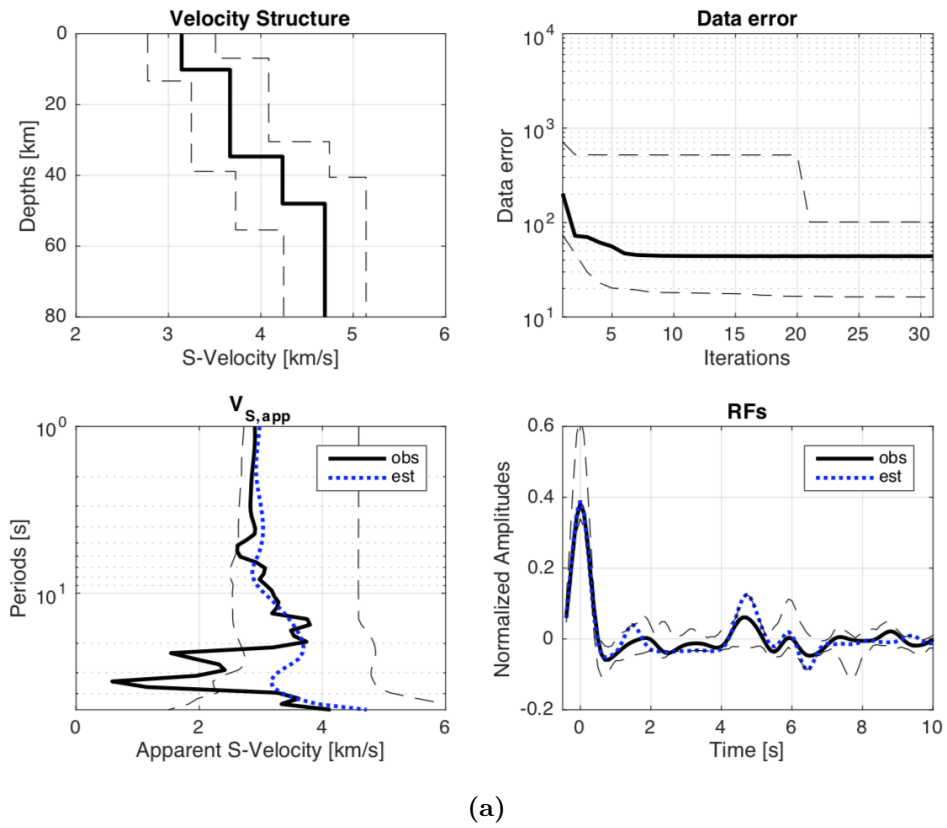 Velocity Structure
0
20
40
60
80
Depths [km]
2 3 4 5 6
S-Velocity [km/s]
Data error
10^4
10^3
10^2
10^1
Data error
5 10 15 20 25 30
Iterations
V_S,app
10^0
10^1
Periods [s]
obs
est
0 2 4 6
Apparent S-Velocity [km/s]
RFs
0.6
0.4
0.2
0
-0.2
Normalized Amplitudes
obs
est
0 2 4 6 8 10
Time [s]
(a)